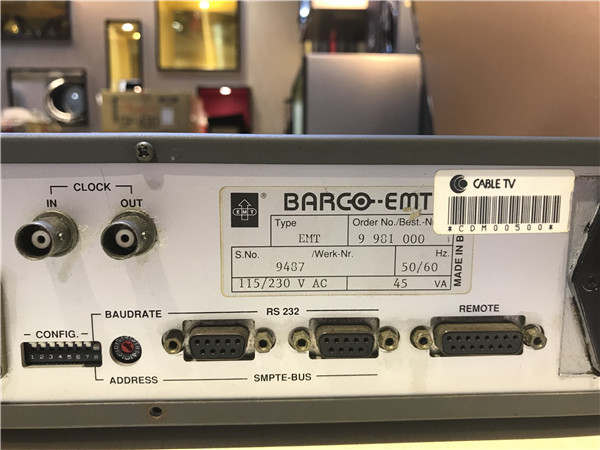 CLOCK
IN
OUT
EMT
BARCO-EMT
Type
Order No./Best.-N
EMT
9 981 000
S.No.
/Werk-Nr.
Hz.
9487
50/60
115/230 V AC
45 VA
MADE IN B
CABLE TV
*CDM00500*
CONFIG.
1 2 3 4 5 6 7 8
BAUDRATE
ADDRESS
RS 232
SMPTE-BUS
REMOTE